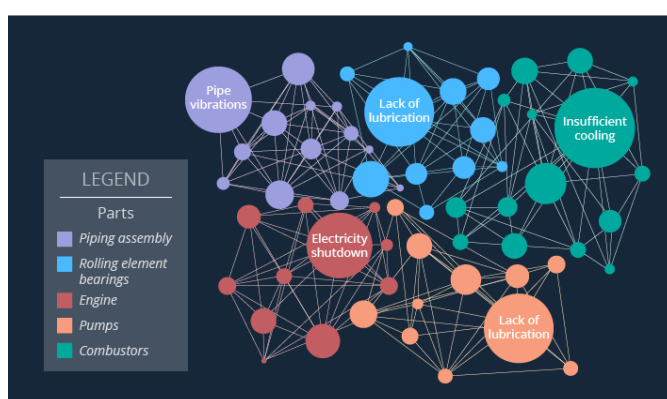 Pipe
vibrations
Lack of
lubrication
Insufficient
cooling
LEGEND
Parts
Piping assembly
Rolling element
bearings
Engine
Pumps
Combustors
Electricity
shutdown
Lack of
lubrication